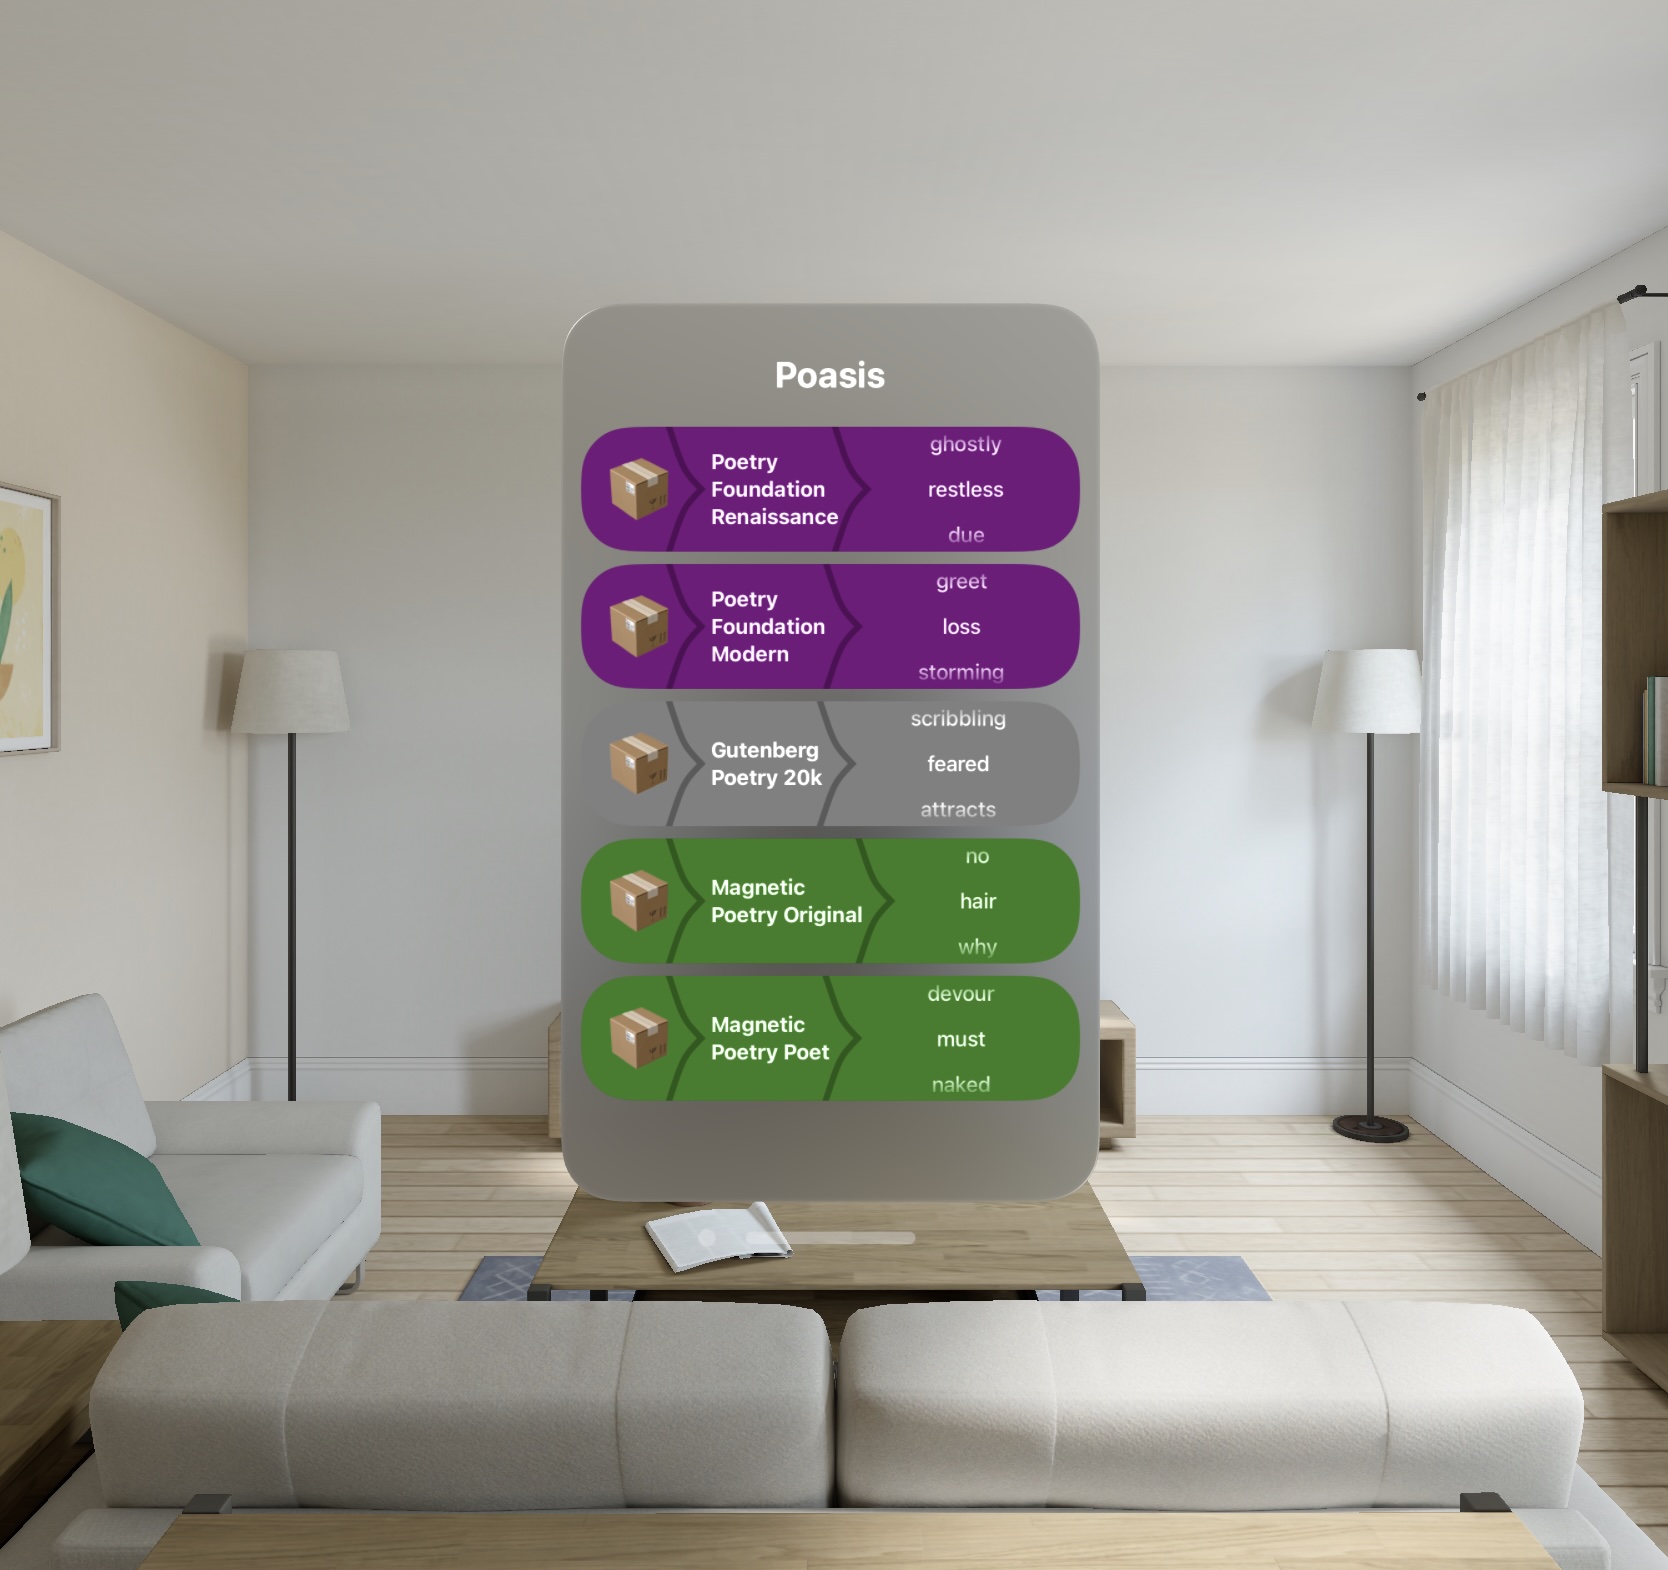 Poasis
Poetry
Foundation
Renaissance
ghostly
restless
due
Poetry
Foundation
Modern
greet
loss
storming
Gutenberg
Poetry 20k
scribbling
feared
attracts
Magnetic
Poetry Original
no
hair
why
Magnetic
Poetry Poet
devour
must
naked